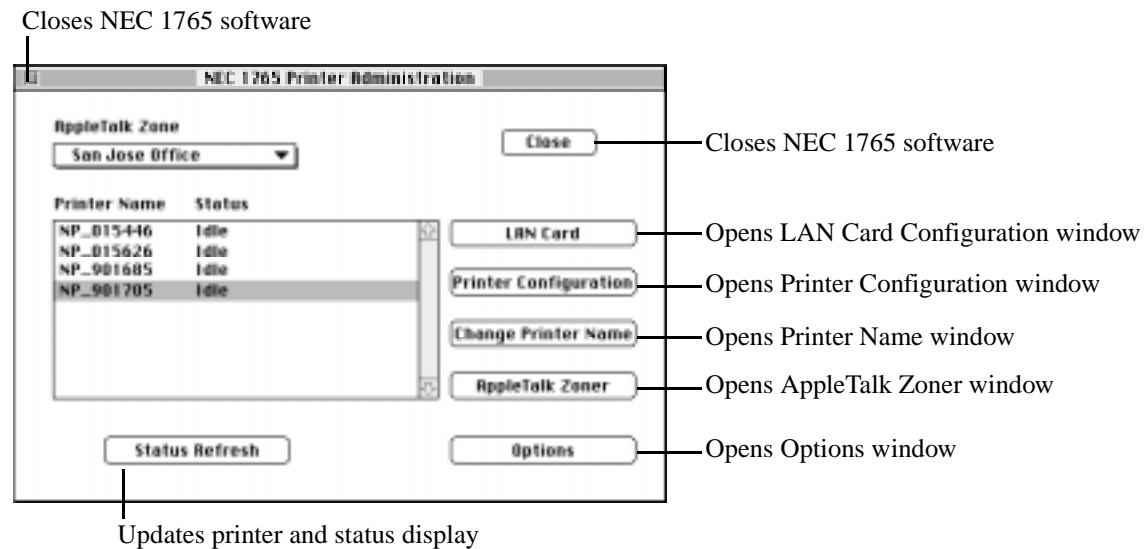 Closes NEC 1765 software
NEC 1765 Printer Administration
AppleTalk Zone
San Jose Office
Close
Closes NEC 1765 software
Printer Name Status
NP_015446 Idle
NP_015626 Idle
NP_901685 Idle
NP_901705 Idle
LAN Card
Opens LAN Card Configuration window
Printer Configuration
Opens Printer Configuration window
Change Printer Name
Opens Printer Name window
AppleTalk Zoner
Opens AppleTalk Zoner window
Status Refresh
Options
Opens Options window
Updates printer and status display